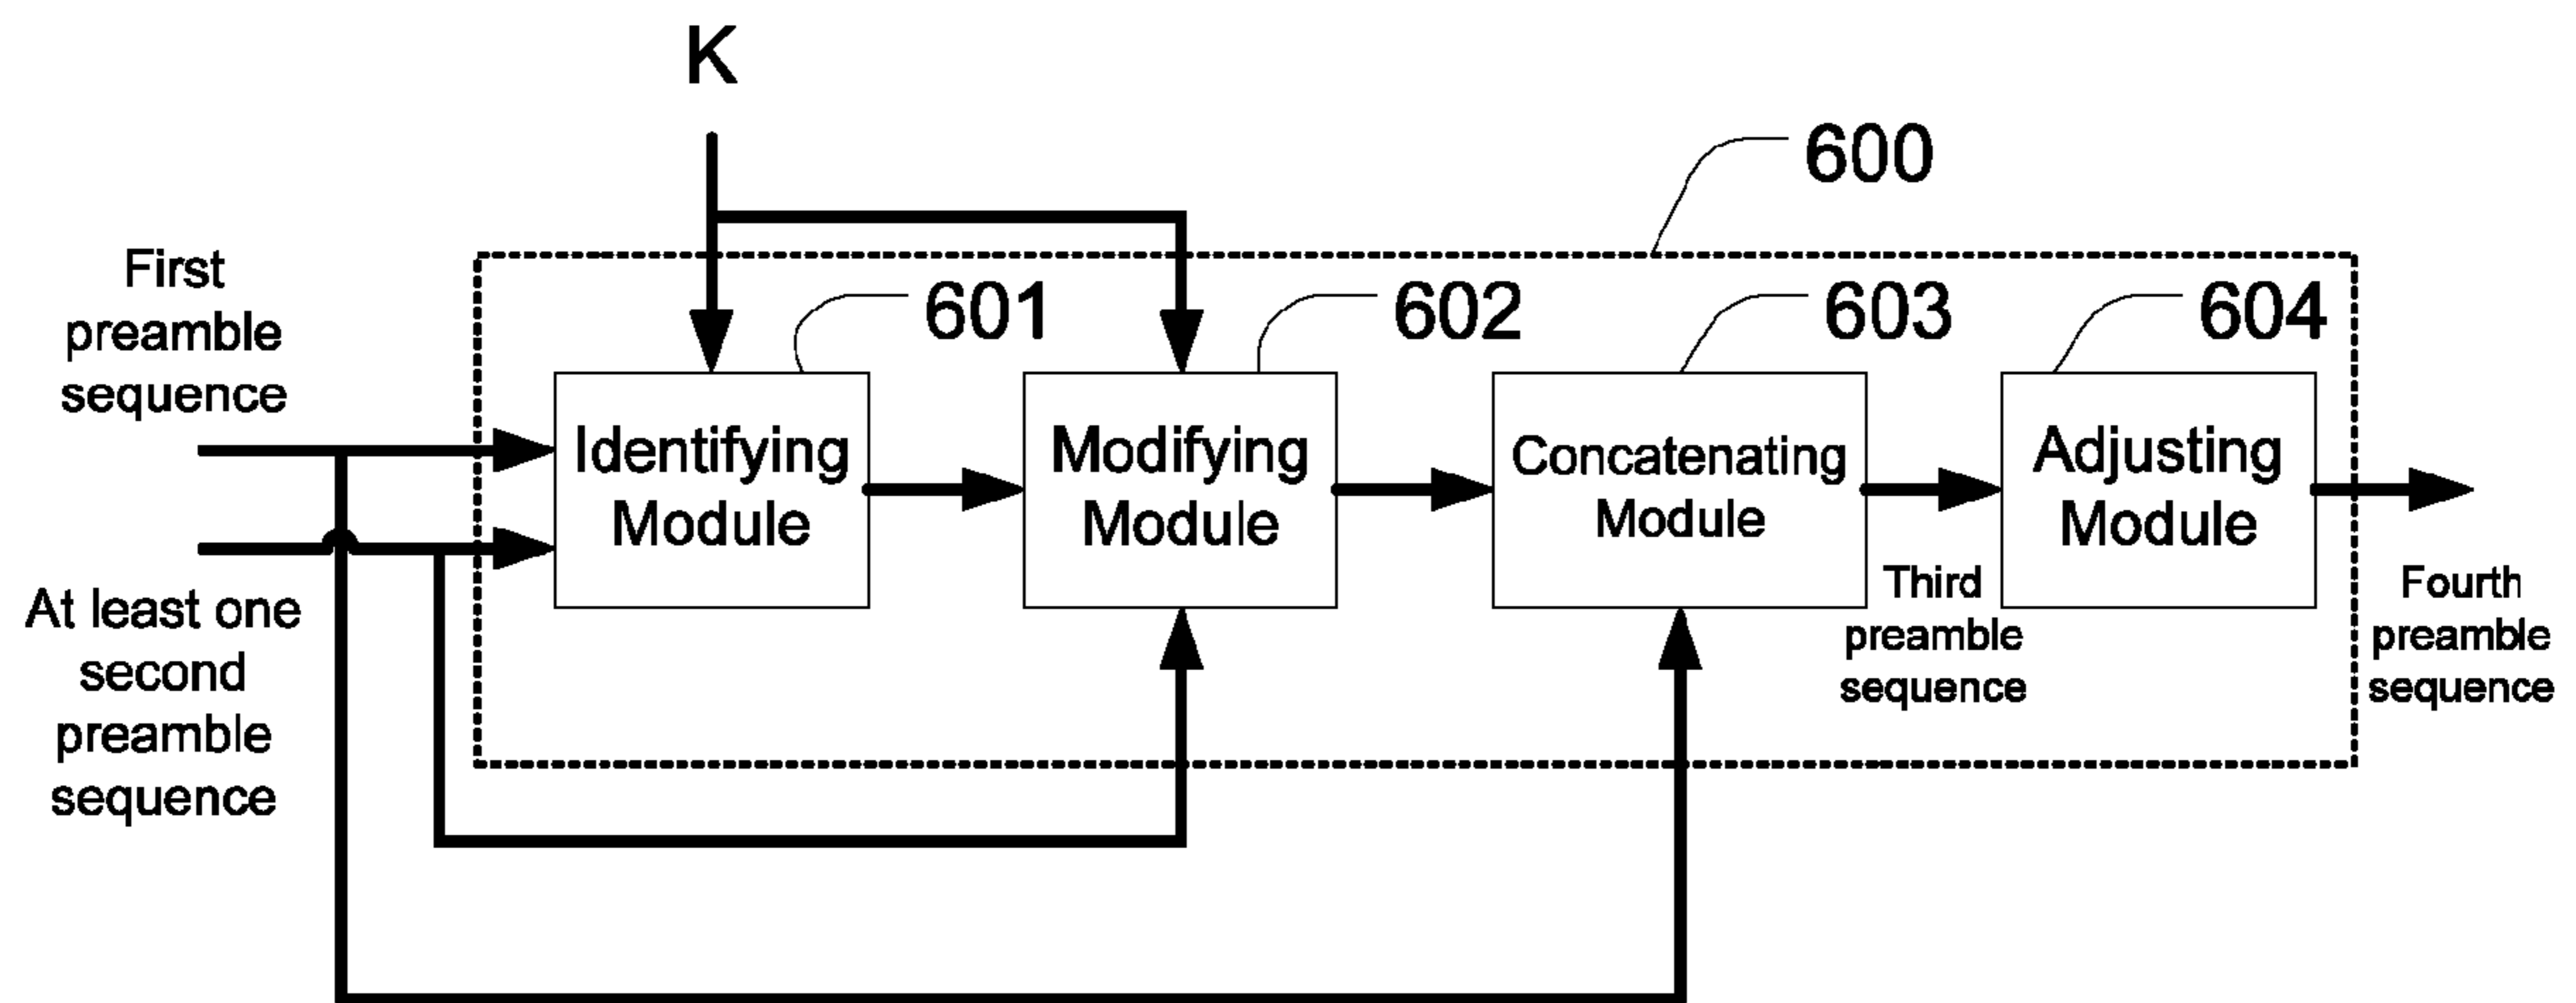 K
600
First
preamble
sequence
601
602
603
604
Identifying
Module
Modifying
Module
Concatenating
Module
Adjusting
Module
At least one
second
preamble
sequence
Third
preamble
sequence
Fourth
preamble
sequence